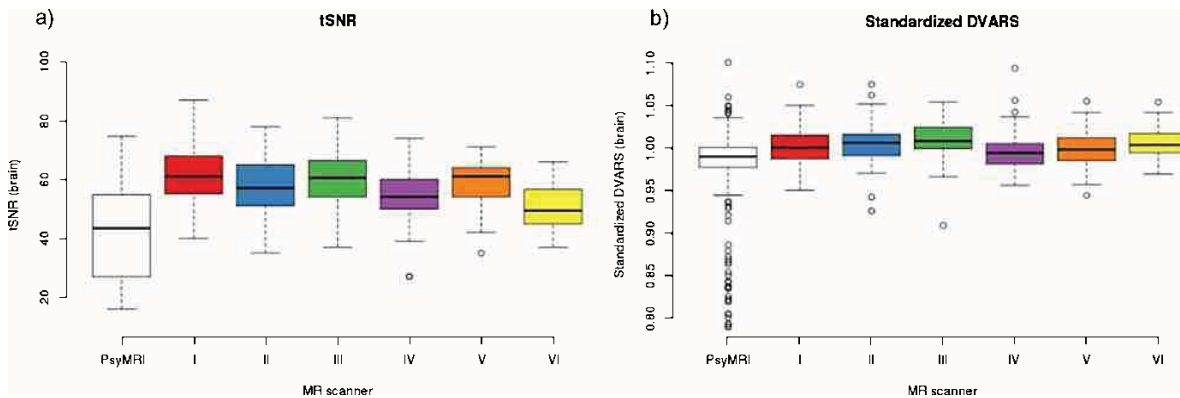 a)
tSNR
100
80
60
40
20
tSNR (brain)
PsyMRI I II III IV V VI
MR scanner
b)
Standardized DVARS
1.10
1.05
1.00
0.95
0.90
0.85
0.80
Standardized DVARS (brain)
PsyMRI I II III IV V VI
MR scanner